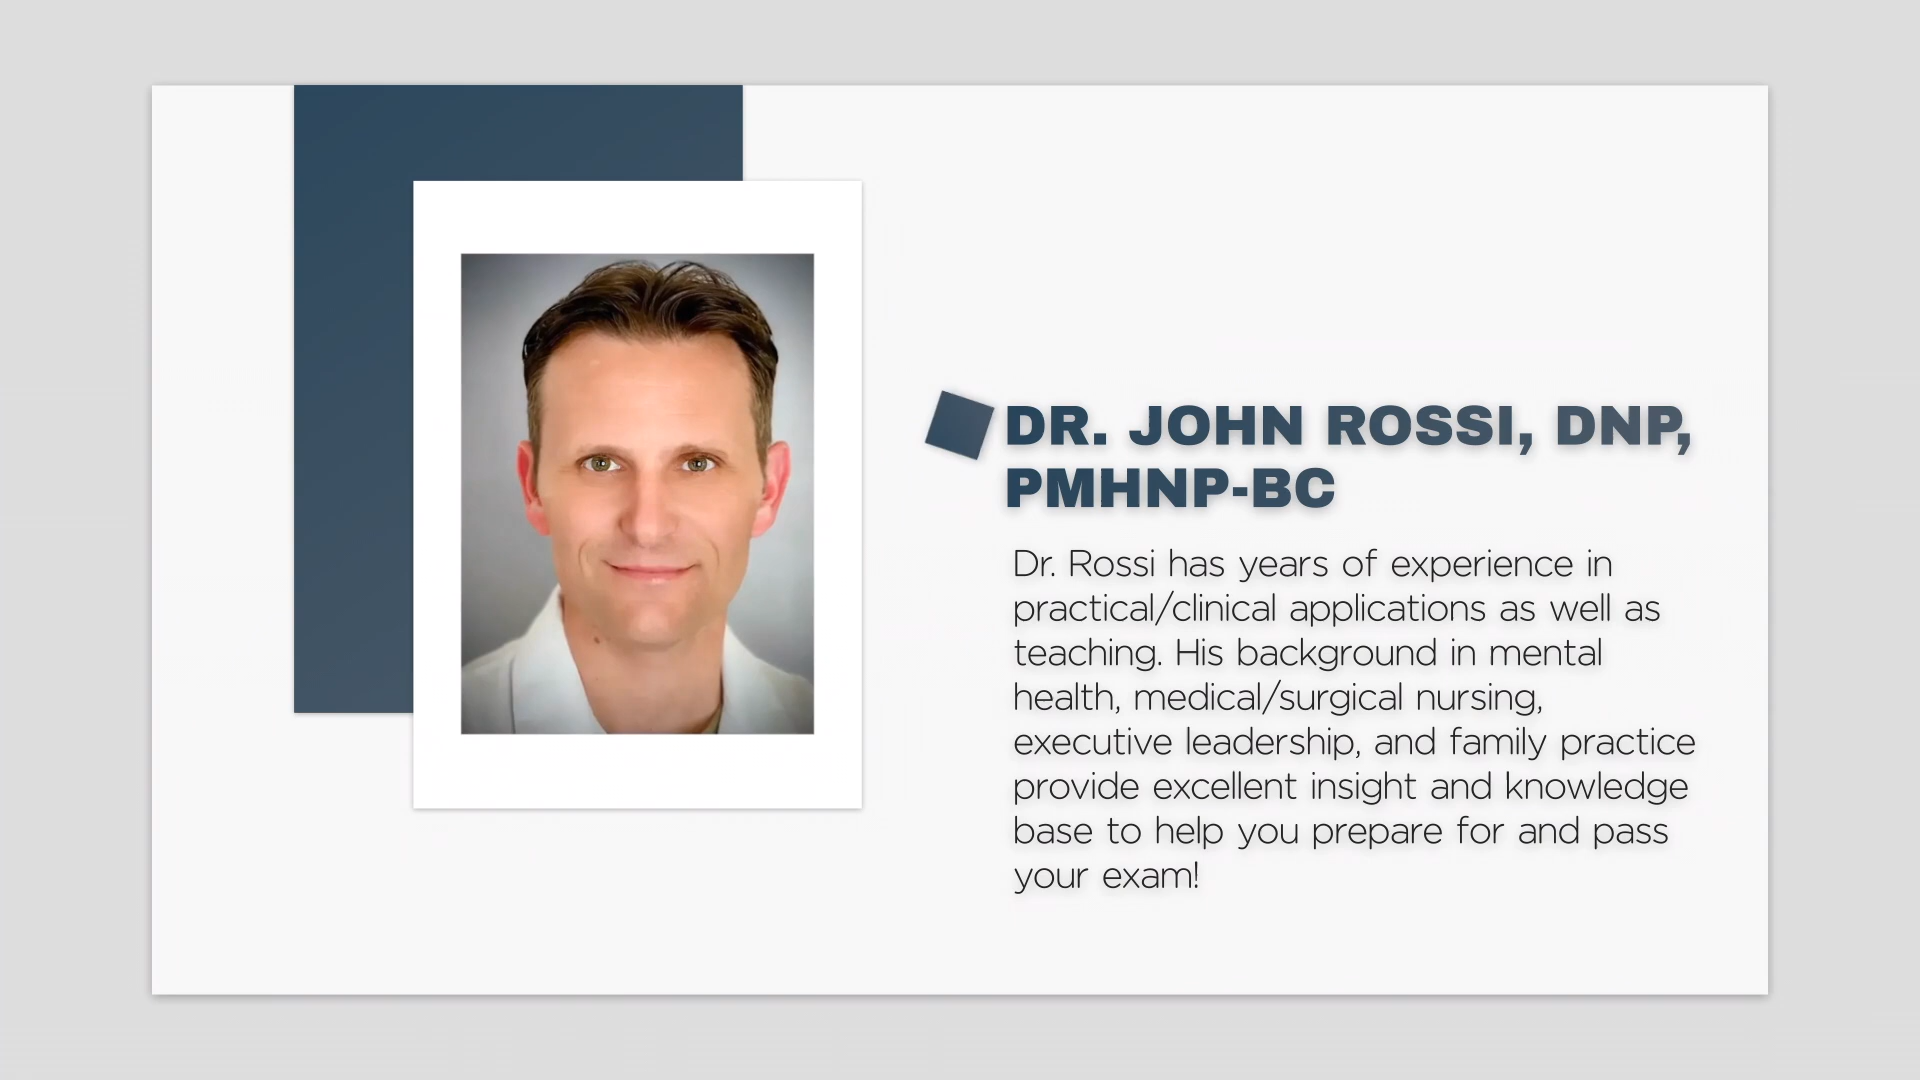 DR. JOHN ROSSI, DNP,
PMHNP-BC
Dr. Rossi has years of experience in
practical/clinical applications as well as
teaching. His background in mental
health, medical/surgical nursing,
executive leadership, and family practice
provide excellent insight and knowledge
base to help you prepare for and pass
your exam!